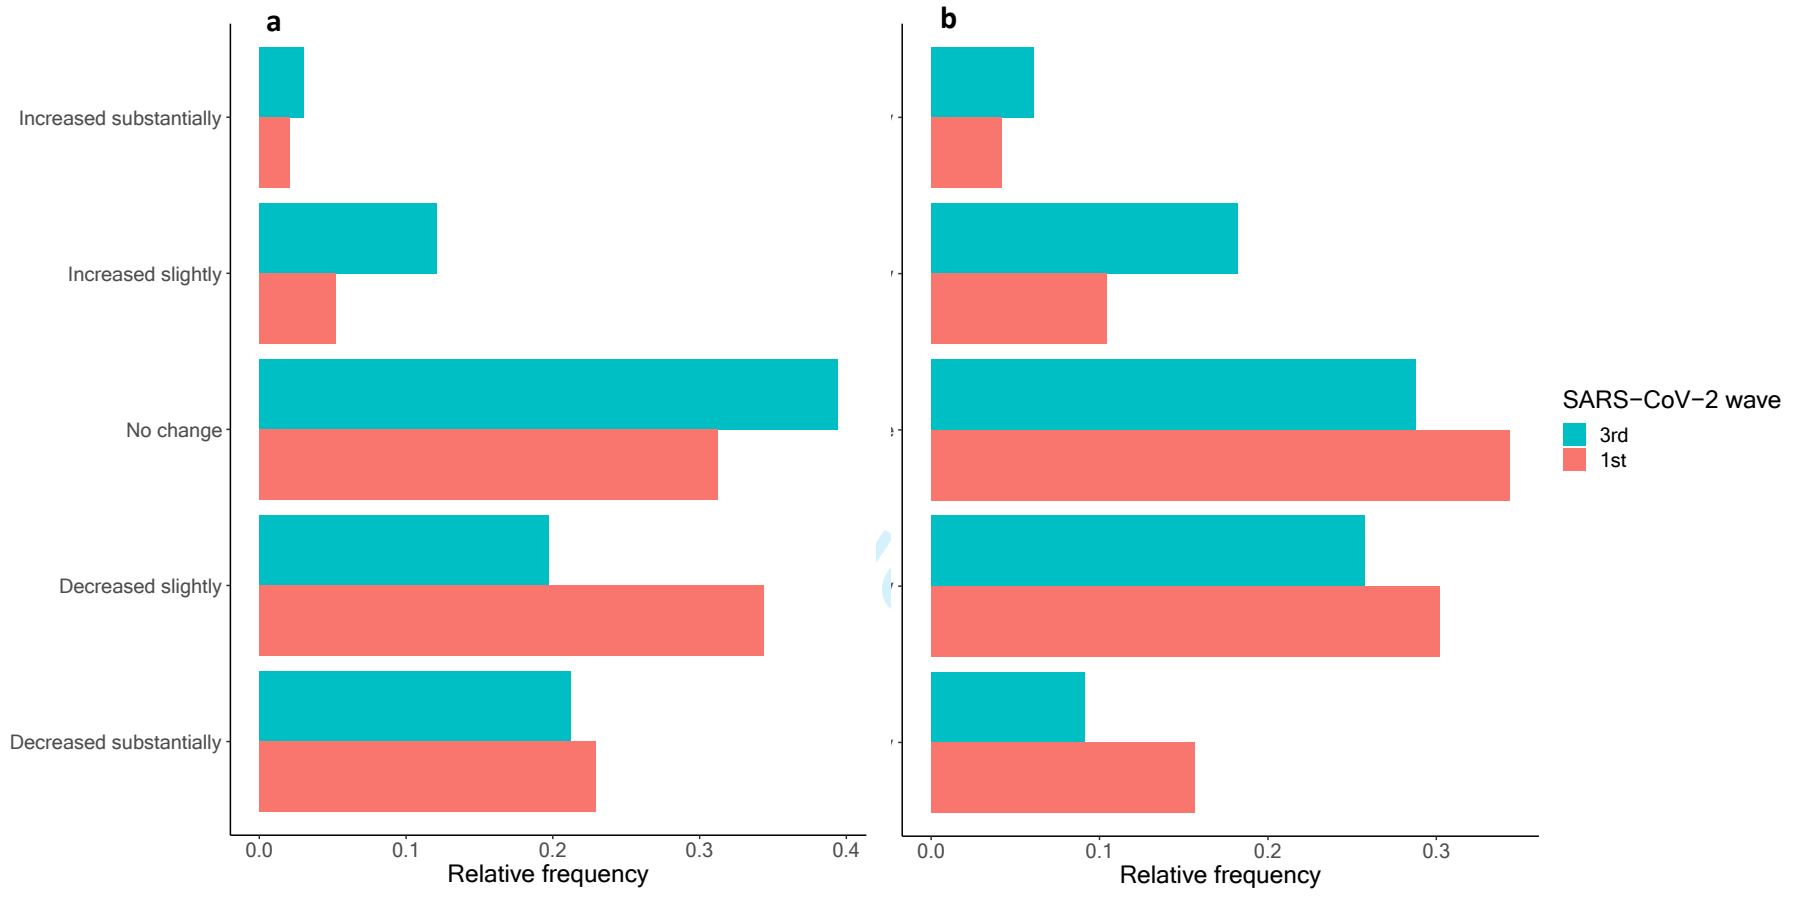 a
b
Increased substantially
Increased slightly
No change
Decreased slightly
Decreased substantially
0.0 0.1 0.2 0.3 0.4
Relative frequency
0.0 0.1 0.2 0.3
Relative frequency
SARS−CoV−2 wave
3rd
1st